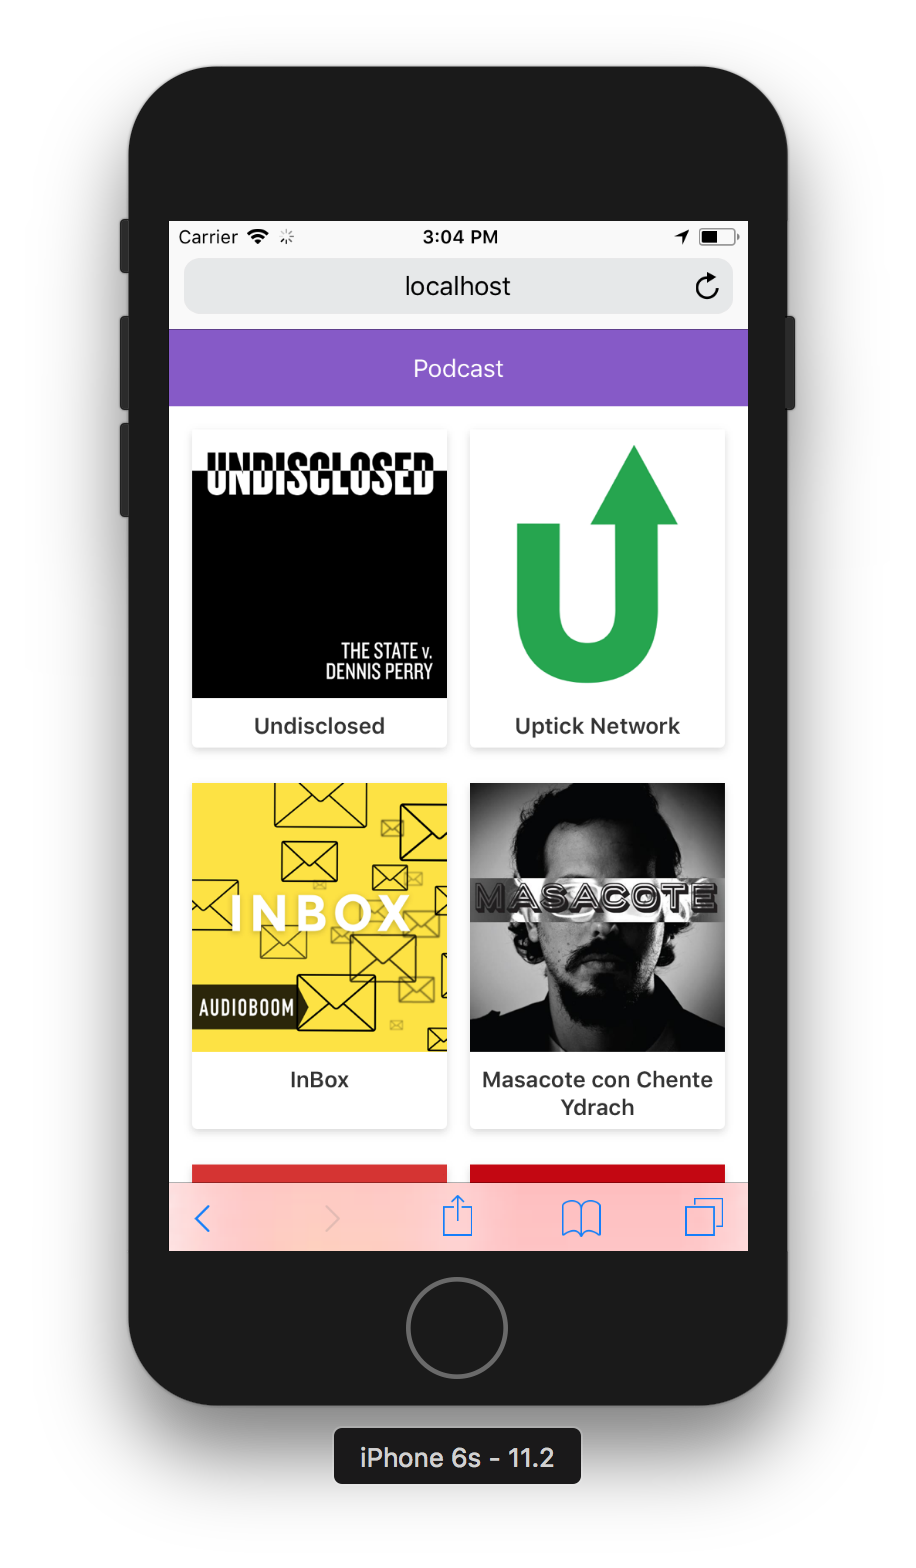 Carrier 3:04 PM
localhost
Podcast
UNDISCLOSED
THE STATE v.
DENNIS PERRY
Undisclosed
U
Uptick Network
INBOX
AUDIOBOOM
InBox
MASACOTE
Masacote con Chente
Ydrach
iPhone 6s - 11.2